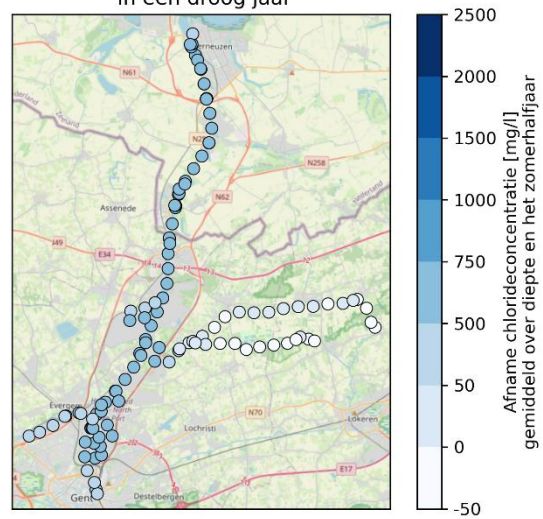 in een droog jaar
erneuzen
N61
N258
N62
Assenede
E34
Evergem
N70
Lochristi
Lokeren
E17
Gent
Destelbergen
2500
2000
1500
1000
750
500
50
0
-50
Afname chlorideconcentratie [mg/l]
gemiddeld over diepte en het zomerhalfjaar